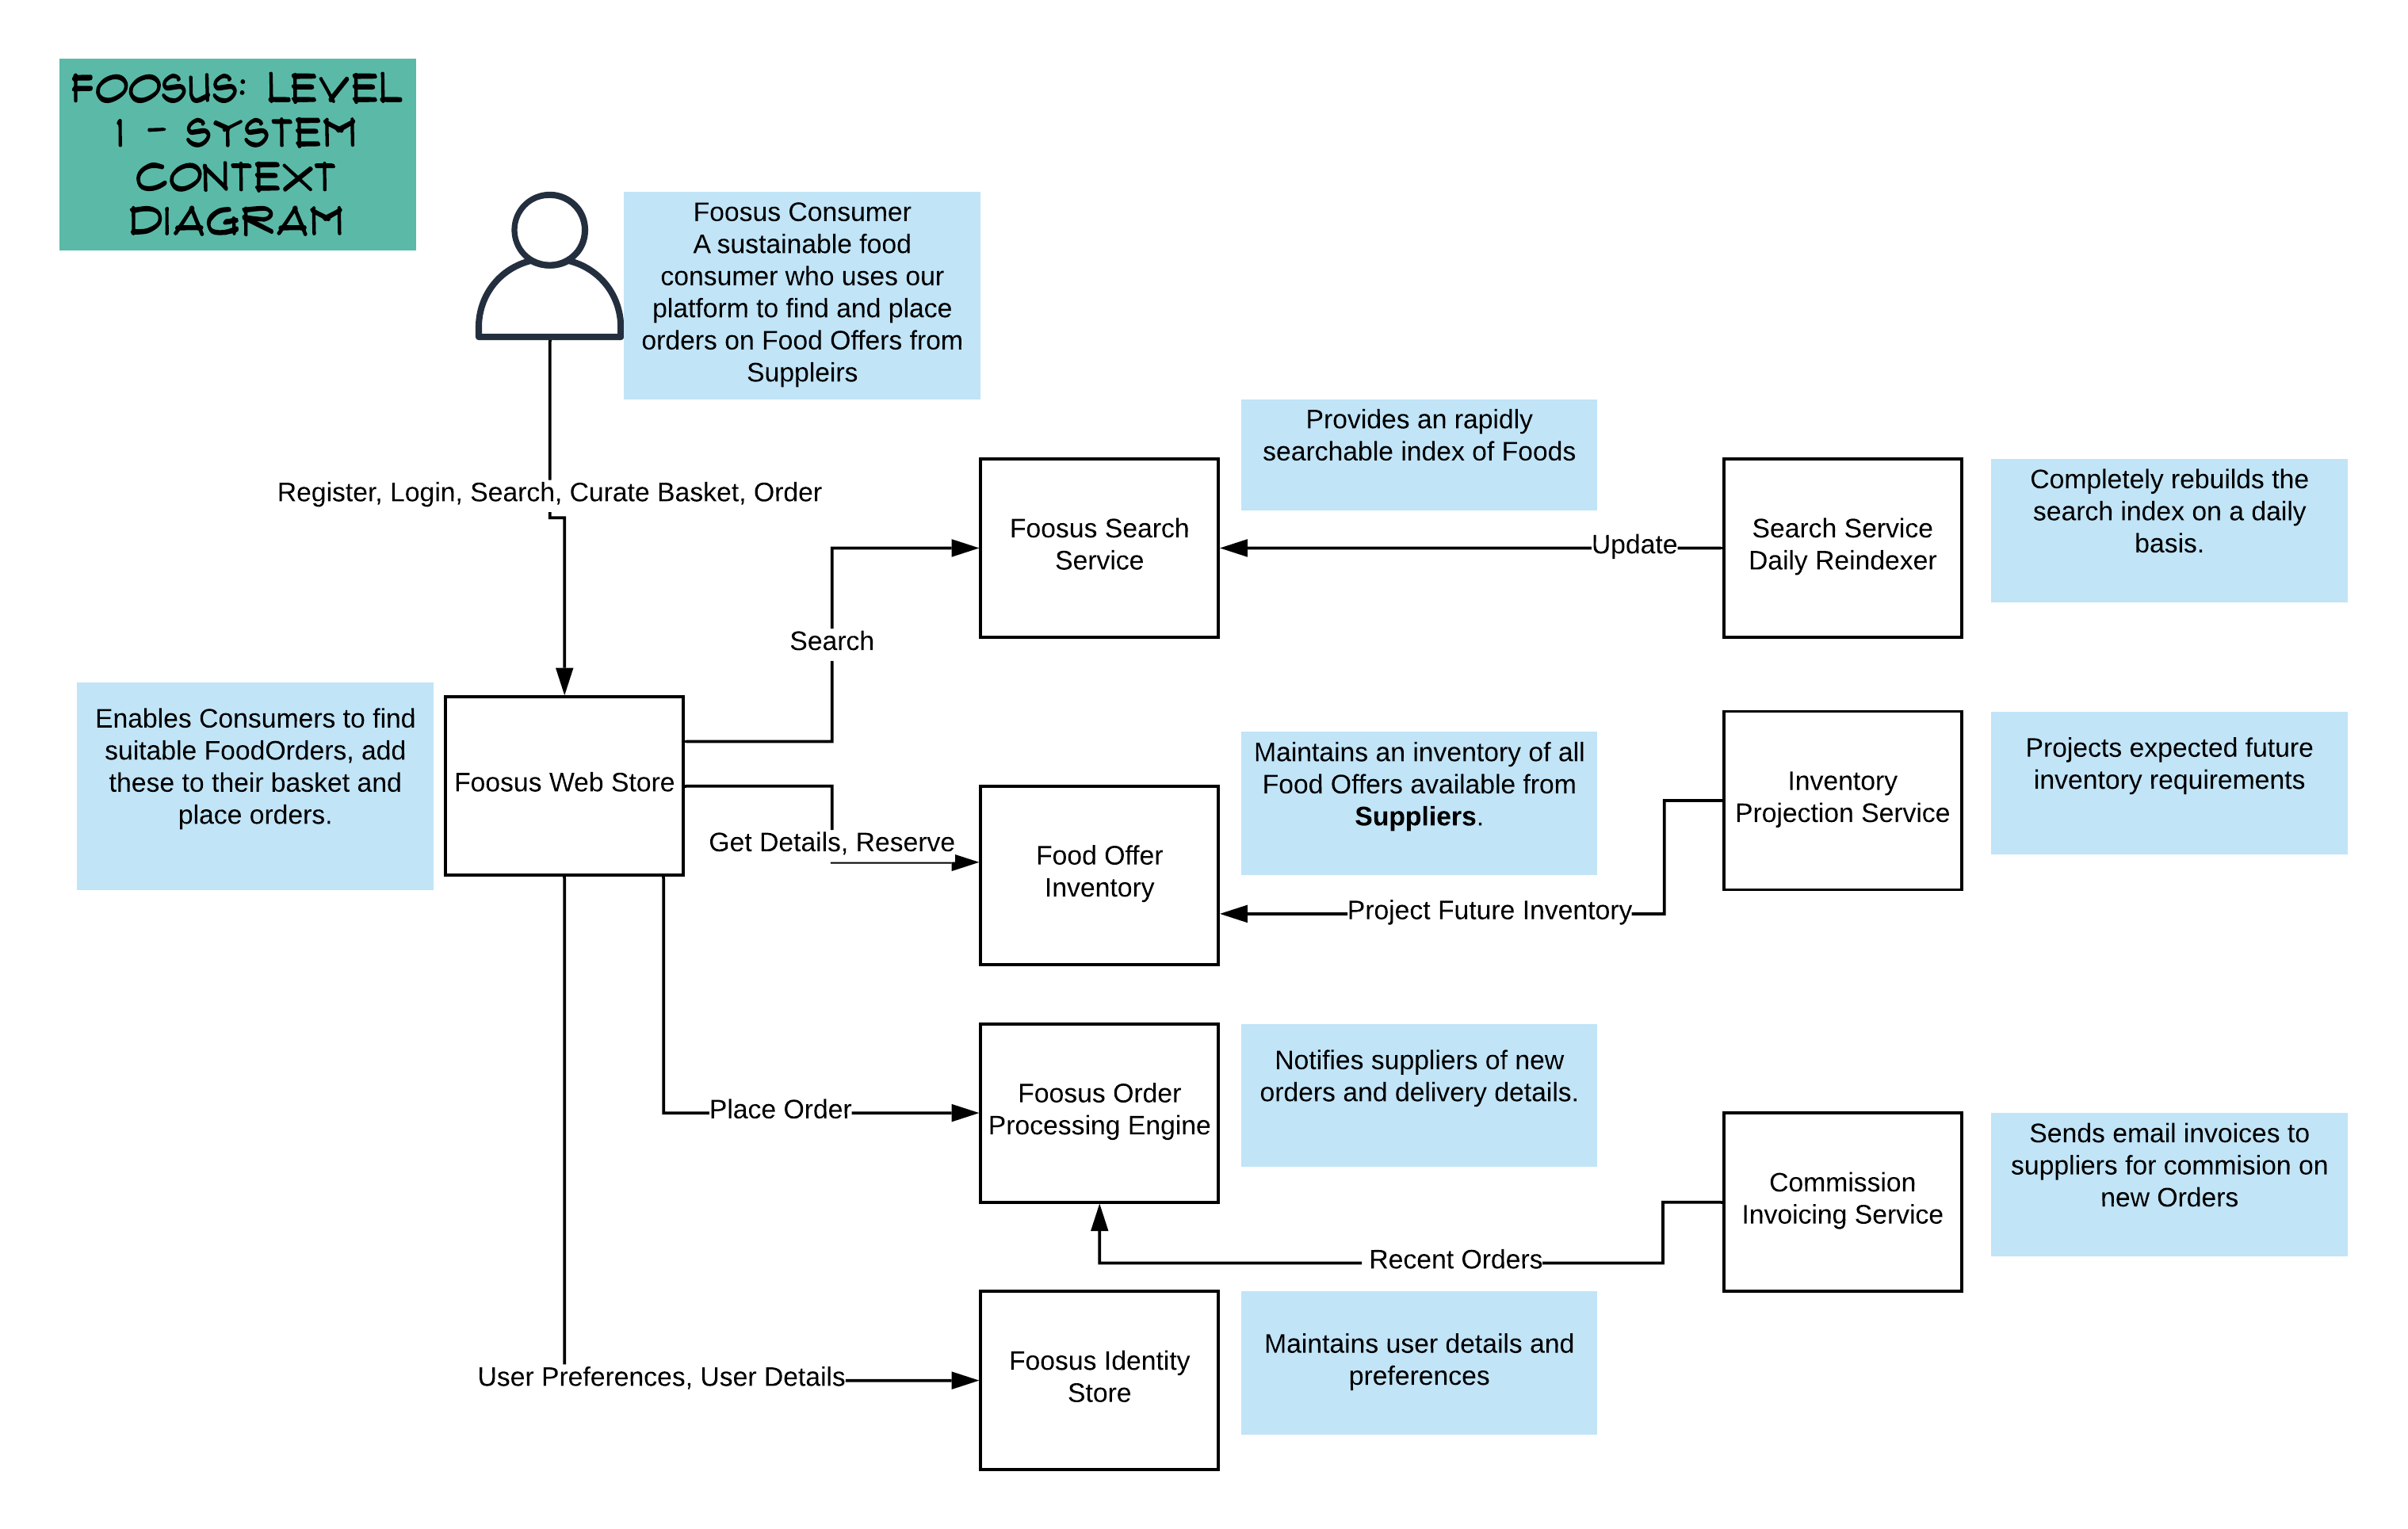 FOOSUS: LEVEL
1 - SYSTEM
CONTEXT
DIAGRAM
Foosus Consumer
A sustainable food
consumer who uses our
platform to find and place
orders on Food Offers from
Suppleirs
Register, Login, Search, Curate Basket, Order
Provides an rapidly
searchable index of Foods
Foosus Search
Service
Update
Search Service
Daily Reindexer
Completely rebuilds the
search index on a daily
basis.
Search
Enables Consumers to find
suitable FoodOrders, add
these to their basket and
place orders.
Foosus Web Store
Get Details, Reserve
Food Offer
Inventory
Maintains an inventory of all
Food Offers available from
Suppliers.
Project Future Inventory
Inventory
Projection Service
Projects expected future
inventory requirements
Place Order
Foosus Order
Processing Engine
Notifies suppliers of new
orders and delivery details.
Recent Orders
Commission
Invoicing Service
Sends email invoices to
suppliers for commision on
new Orders
User Preferences, User Details
Foosus Identity
Store
Maintains user details and
preferences